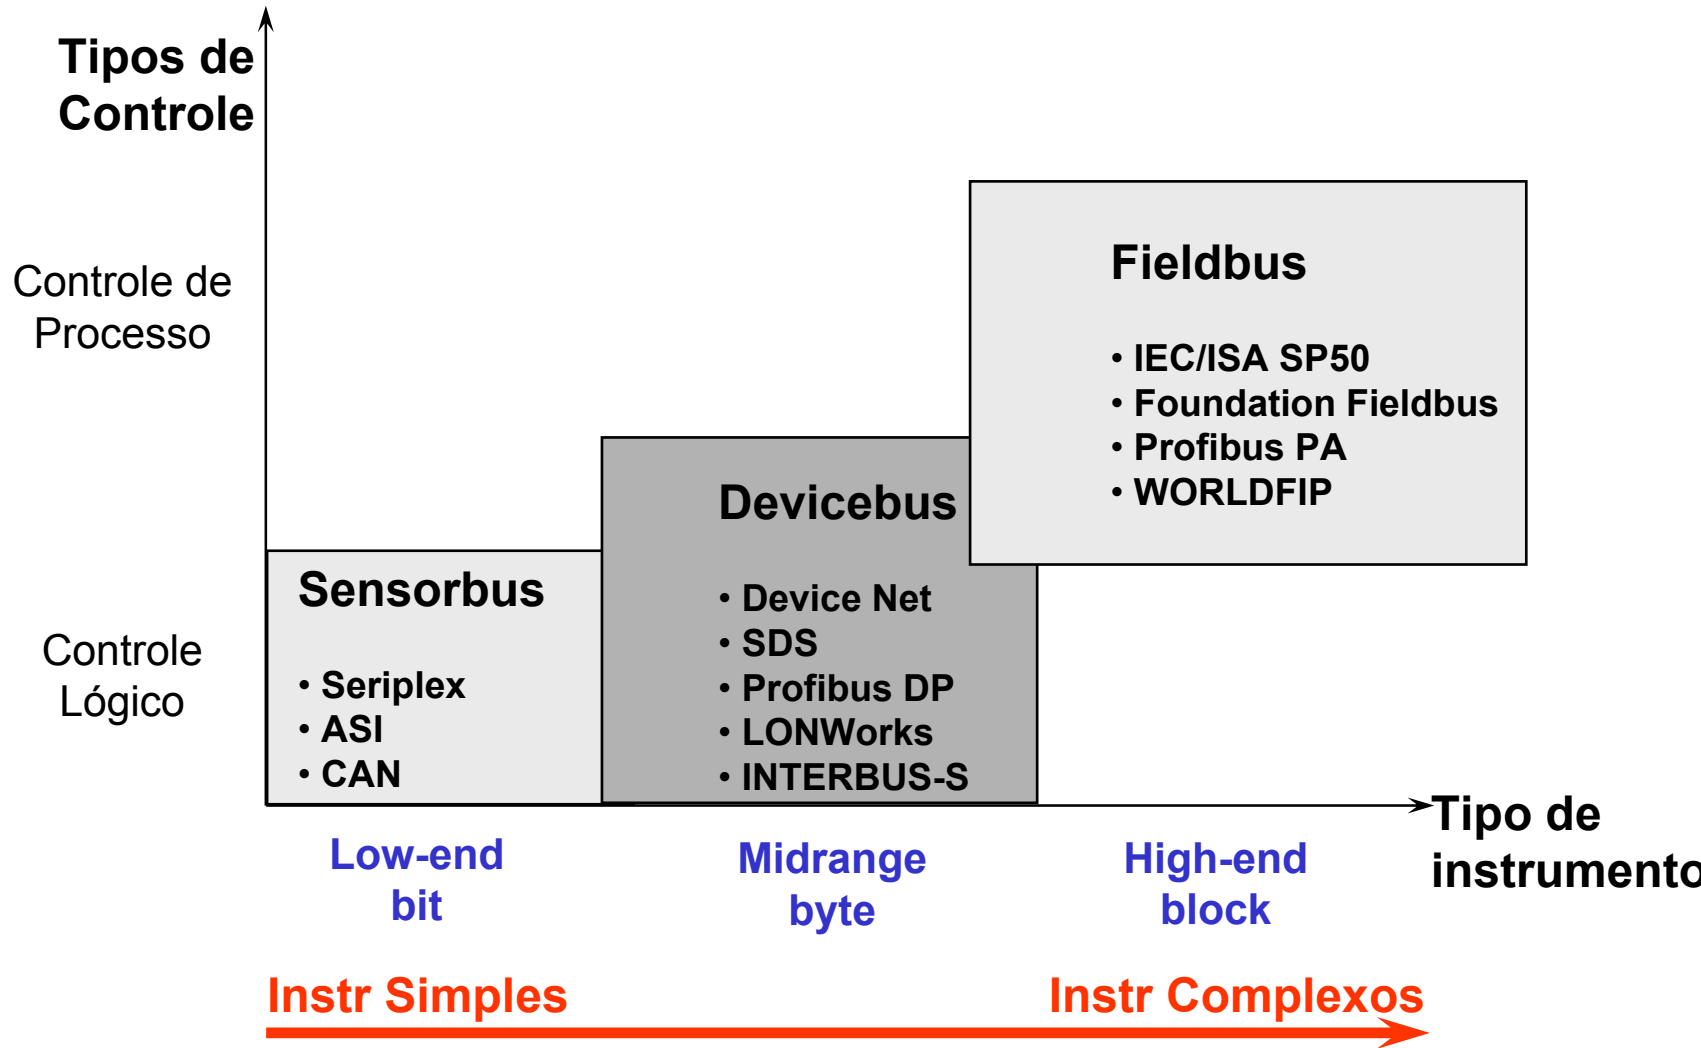 Tipos de
Controle
Controle de
Processo
Controle
Lógico
Sensorbus
• Seriplex
• ASI
• CAN
Devicebus
• Device Net
• SDS
• Profibus DP
• LONWorks
• INTERBUS-S
Fieldbus
• IEC/ISA SP50
• Foundation Fieldbus
• Profibus PA
• WORLDFIP
Low-end
bit
Midrange
byte
High-end
block
Tipo de
instrumento
Instr Simples
Instr Complexos